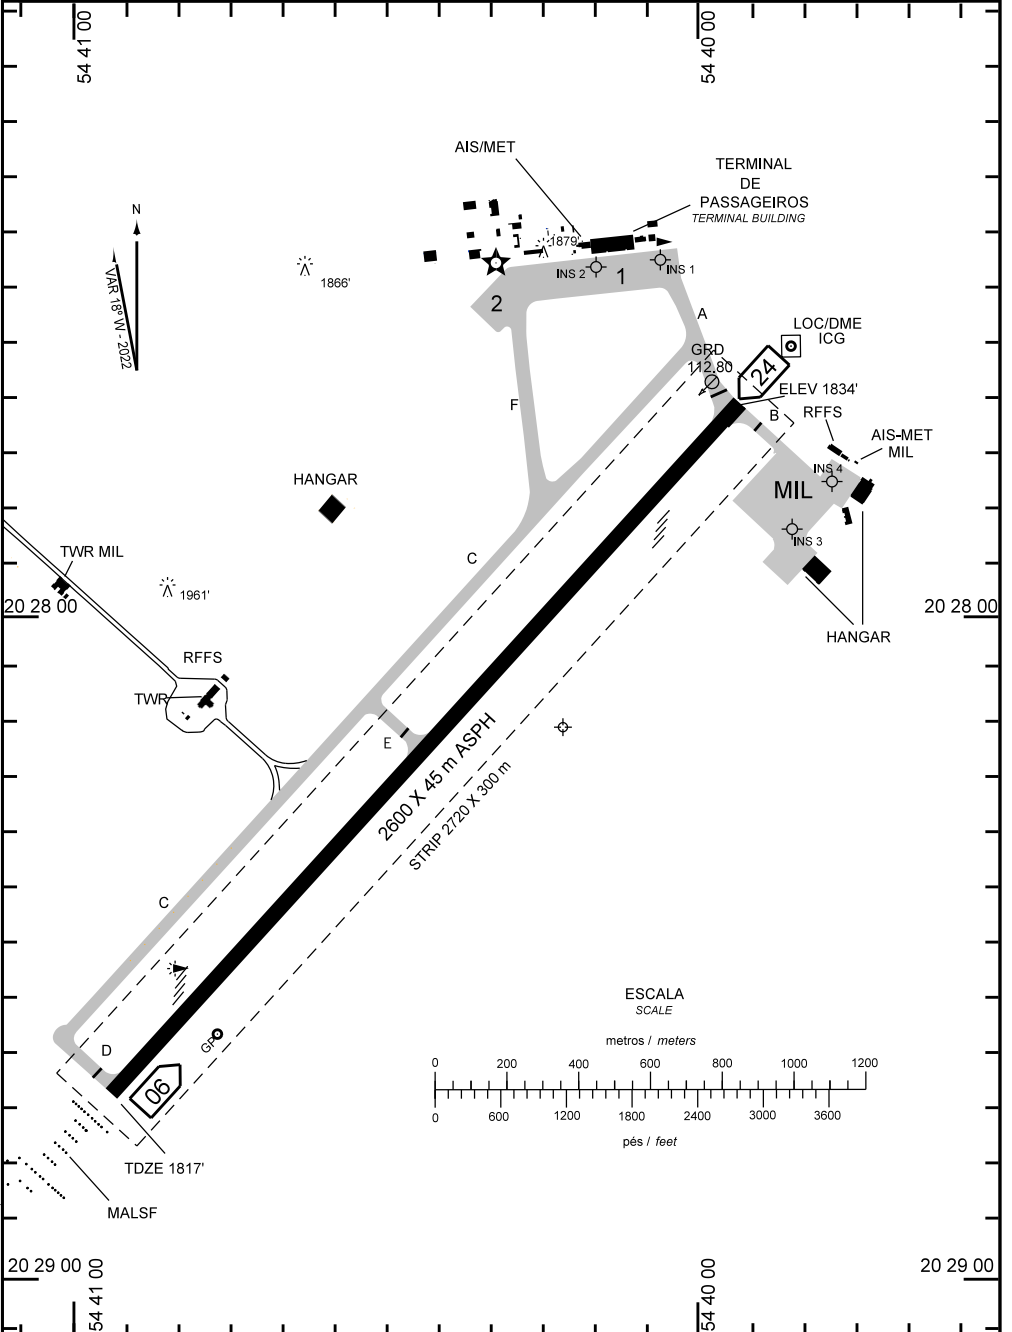 54 41 00
54 40 00
AIS/MET
TERMINAL
DE
PASSAGEIROS
TERMINAL BUILDING
N
VAR 18º W - 2022
1866'
1879'
INS 2
1
INS 1
2
A
LOC/DME
ICG
GRD
112.80
24
ELEV 1834'
F
B
RFFS
AIS-MET
MIL
HANGAR
INS 4
MIL
INS 3
TWR MIL
C
1961'
20 28 00
20 28 00
HANGAR
RFFS
TWR
E
2600 X 45 m ASPH
STRIP 2720 X 300 m
C
GP
D
06
ESCALA
SCALE
metros / meters
0 200 400 600 800 1000 1200
0 600 1200 1800 2400 3000 3600
pés / feet
TDZE 1817'
MALSF
20 29 00
20 29 00
54 41 00
54 40 00